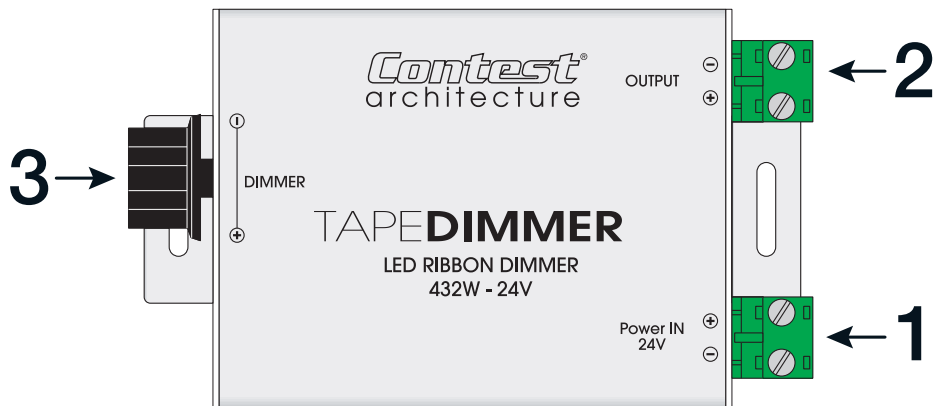 Contest®
architecture
OUTPUT
⊖
⊕
2
3
⊖
DIMMER
⊕
TAPEDIMMER
LED RIBBON DIMMER
432W - 24V
Power IN
24V
⊕
⊖
1